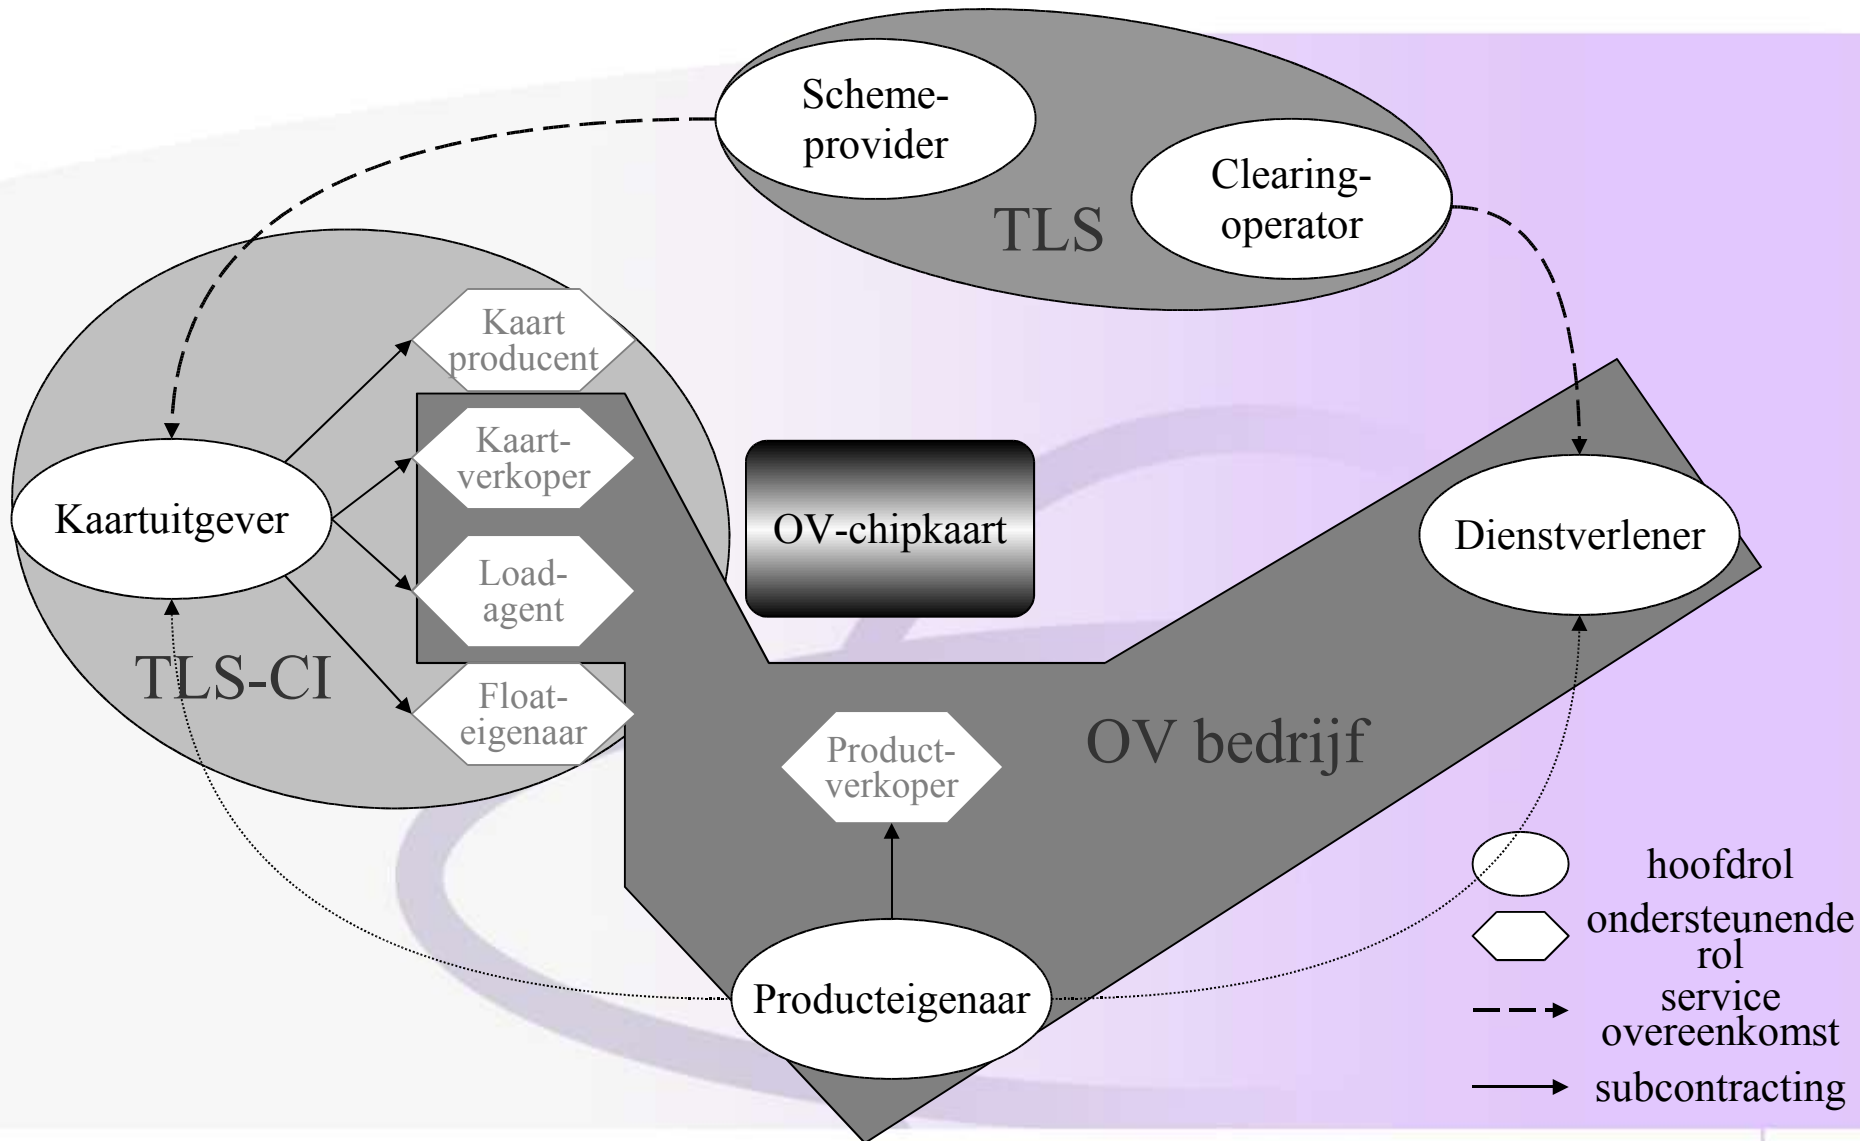 Scheme-
provider
Clearing-
operator
TLS
Kaart
producent
Kaart-
verkoper
Kaartuitgever
OV-chipkaart
Dienstverlener
Load-
agent
TLS-CI
Float-
eigenaar
Product-
verkoper
OV bedrijf
Producteigenaar
hoofdrol
ondersteunende
rol
service
overeenkomst
subcontracting